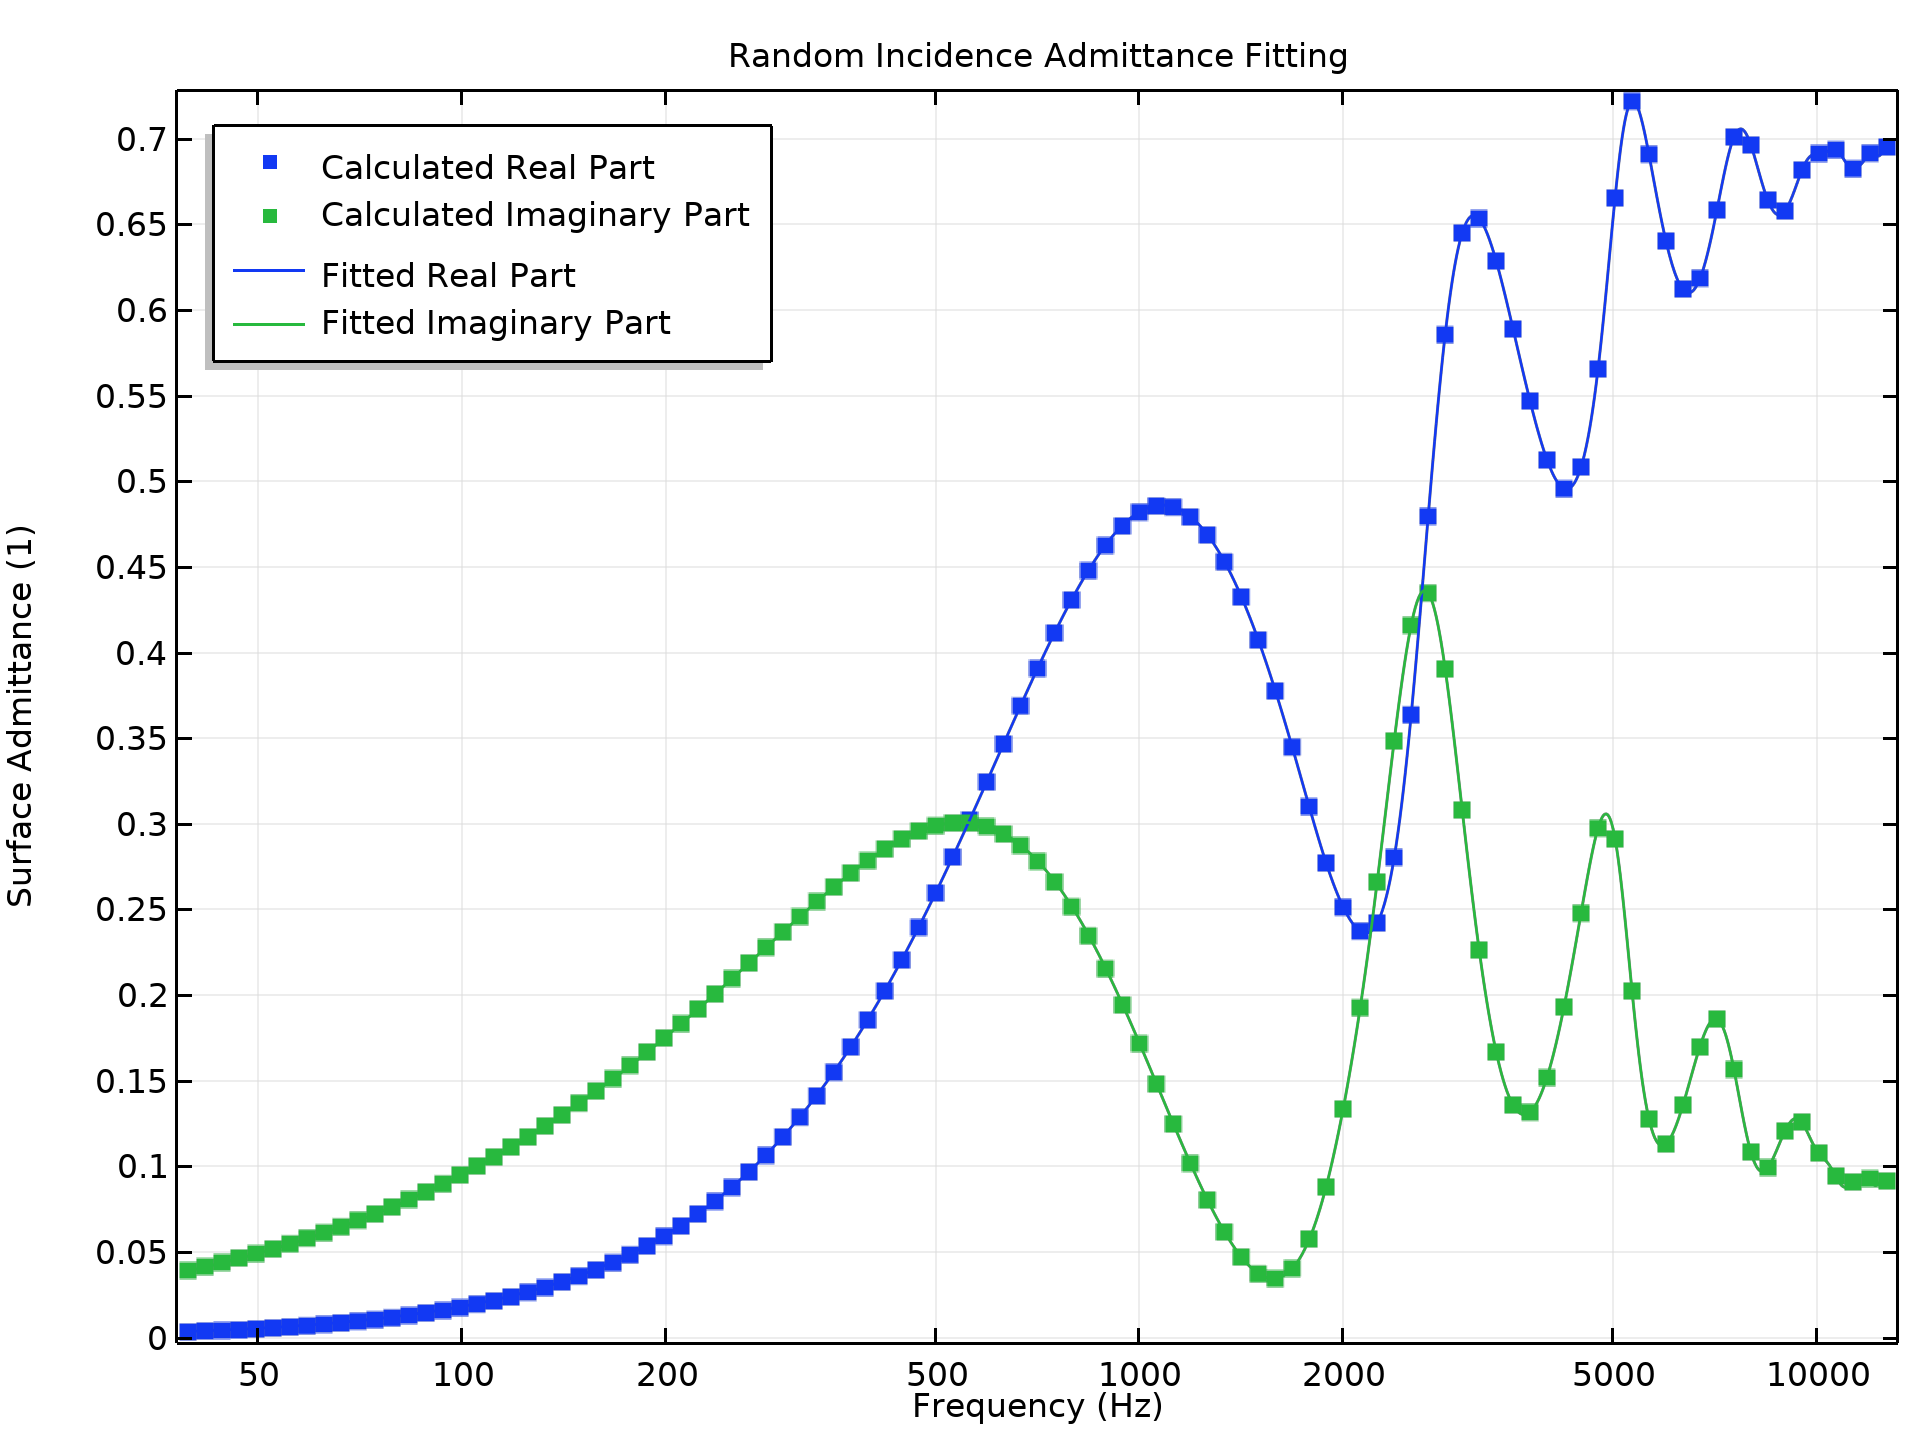 Random Incidence Admittance Fitting
Calculated Real Part
Calculated Imaginary Part
Fitted Real Part
Fitted Imaginary Part
Surface Admittance (1)
0.7
0.65
0.6
0.55
0.5
0.45
0.4
0.35
0.3
0.25
0.2
0.15
0.1
0.05
0
50 100 200 500 1000 2000 5000 10000
Frequency (Hz)